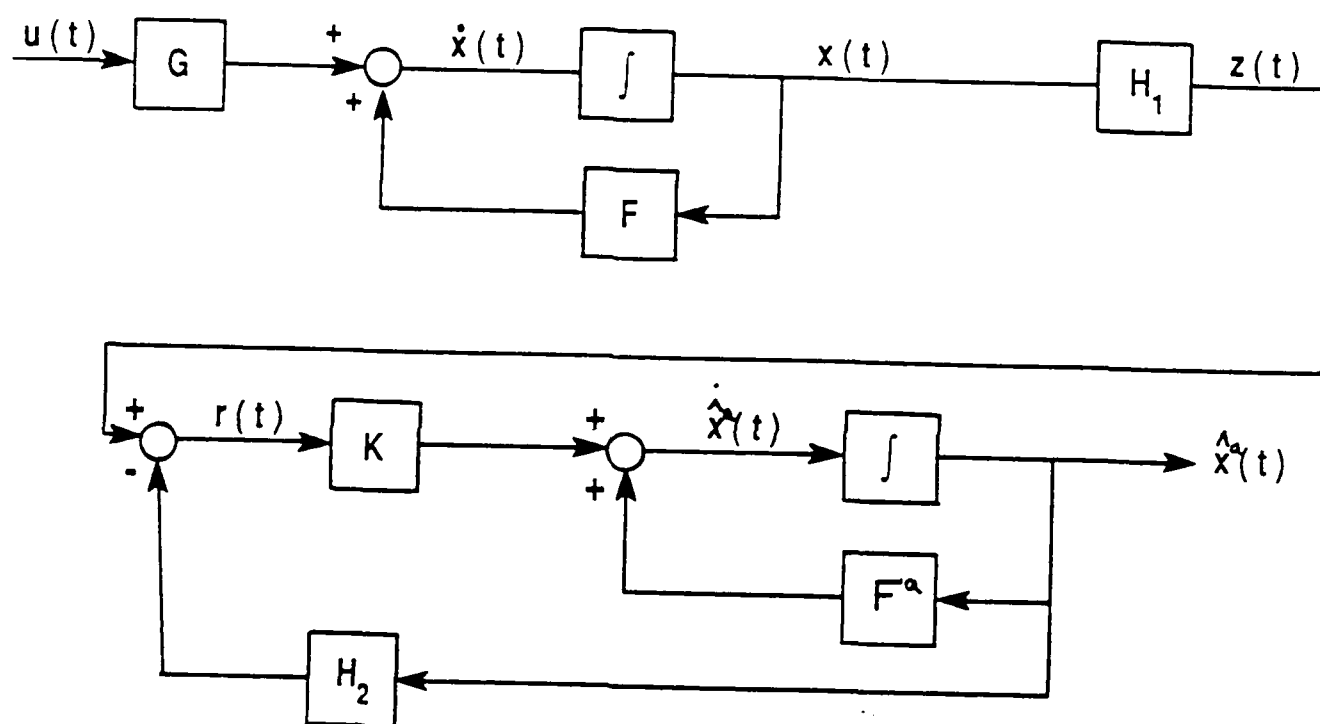 u(t) G + + ẋ(t) ∫ x(t) H₁ z(t)
F
+ - r(t) K + + x̂̇ᵃ(t) ∫ x̂ᵃ(t)
Fᵃ
H₂